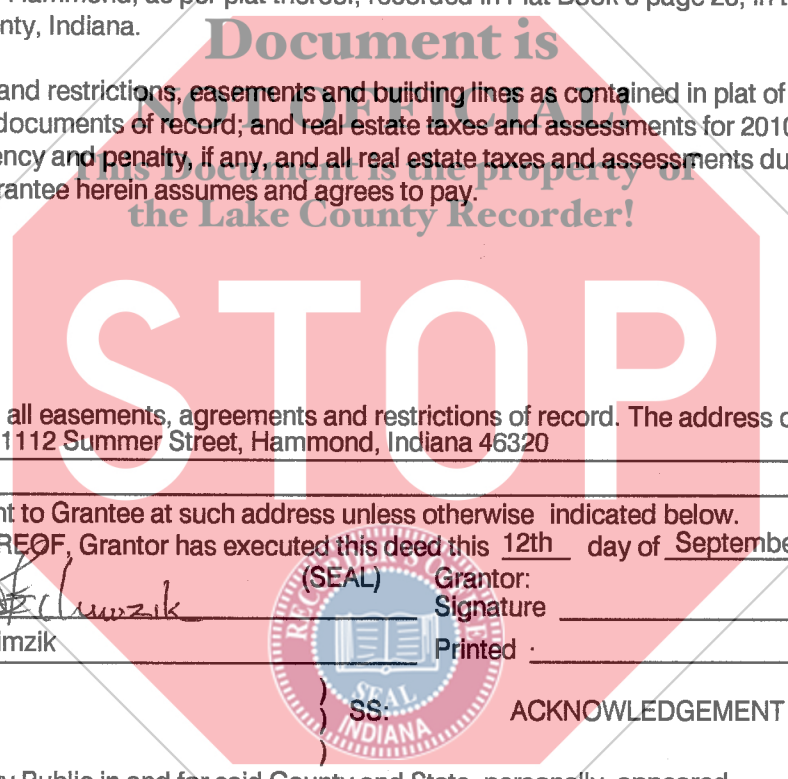 Hammond, as per plat thereof, recorded in Plat Book 6 page 26, in
nty, Indiana.
Document is
and restrictions, easements and building lines as contained in plat of
NOT OFFICIAL!
documents of record; and real estate taxes and assessments for 2010
ency and penalty, if any, and all real estate taxes and assessments du
This Document is the property of
rantee herein assumes and agrees to pay.
the Lake County Recorder!
STOP
all easements, agreements and restrictions of record. The address o
1112 Summer Street, Hammond, Indiana 46320
nt to Grantee at such address unless otherwise indicated below.
REOF, Grantor has executed this deed this 12th day of Septembe
(SEAL) Grantor:
Signature
imzik Printed
RECORDER'S OFFICE
SEAL
INDIANA
SS: ACKNOWLEDGEMENT
y Public in and for said County and State, personally appeared